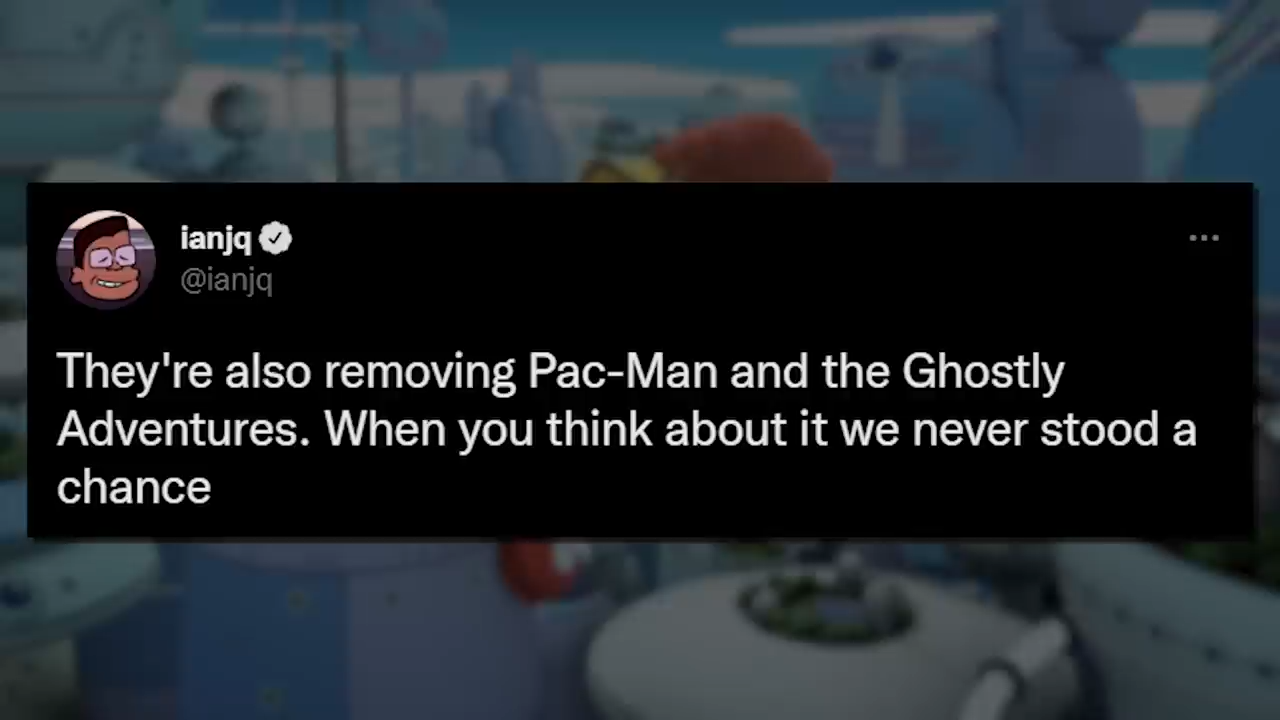 ianjq
@ianjq
They're also removing Pac-Man and the Ghostly
Adventures. When you think about it we never stood a
chance